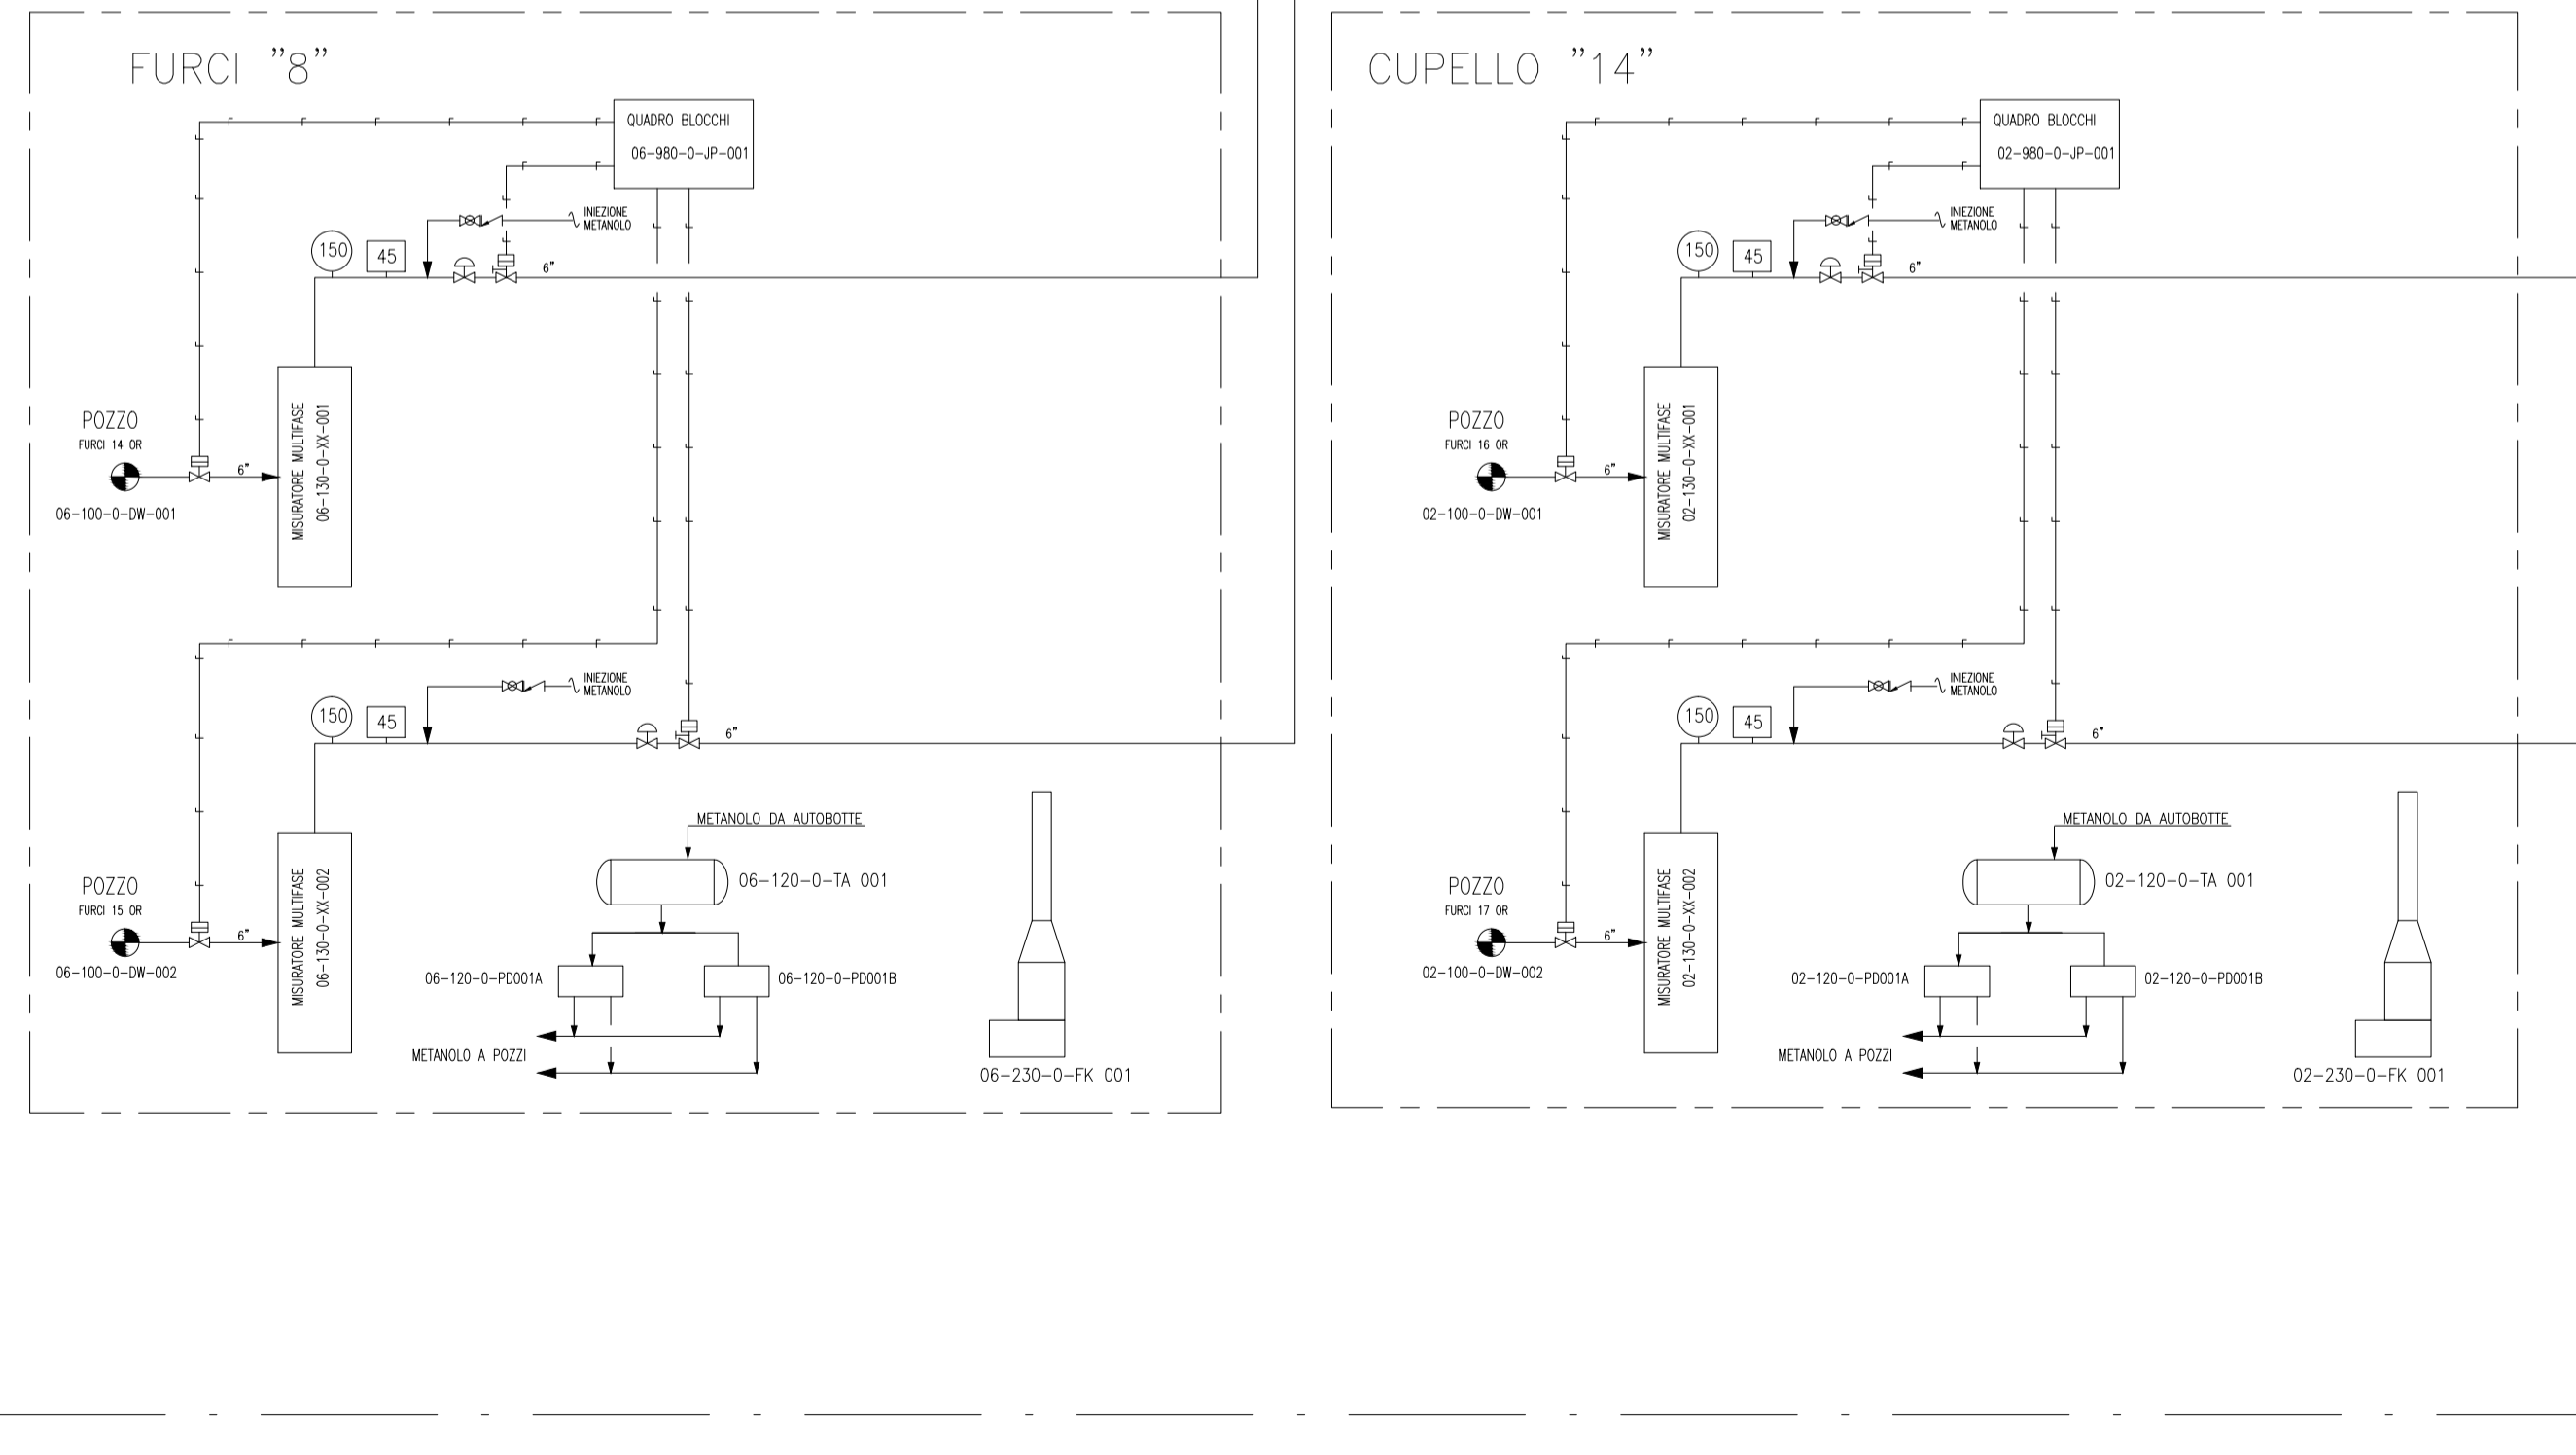 FURCI "8"
QUADRO BLOCCHI
06-980-0-JP-001
INIEZIONE
METANOLO
150
45
6"
POZZO
FURCI 14 OR
6"
06-100-0-DW-001
MISURATORE MULTIFASE
06-130-0-XX-001
INIEZIONE
METANOLO
150
45
6"
POZZO
FURCI 15 OR
6"
06-100-0-DW-002
MISURATORE MULTIFASE
06-130-0-XX-002
METANOLO DA AUTOBOTTE
06-120-0-TA 001
06-120-0-PD001A
06-120-0-PD001B
METANOLO A POZZI
06-230-0-FK 001
CUPELLO "14"
QUADRO BLOCCHI
02-980-0-JP-001
INIEZIONE
METANOLO
150
45
6"
POZZO
FURCI 16 OR
6"
02-100-0-DW-001
MISURATORE MULTIFASE
02-130-0-XX-001
INIEZIONE
METANOLO
150
45
6"
POZZO
FURCI 17 OR
6"
02-100-0-DW-002
MISURATORE MULTIFASE
02-130-0-XX-002
METANOLO DA AUTOBOTTE
02-120-0-TA 001
02-120-0-PD001A
02-120-0-PD001B
METANOLO A POZZI
02-230-0-FK 001